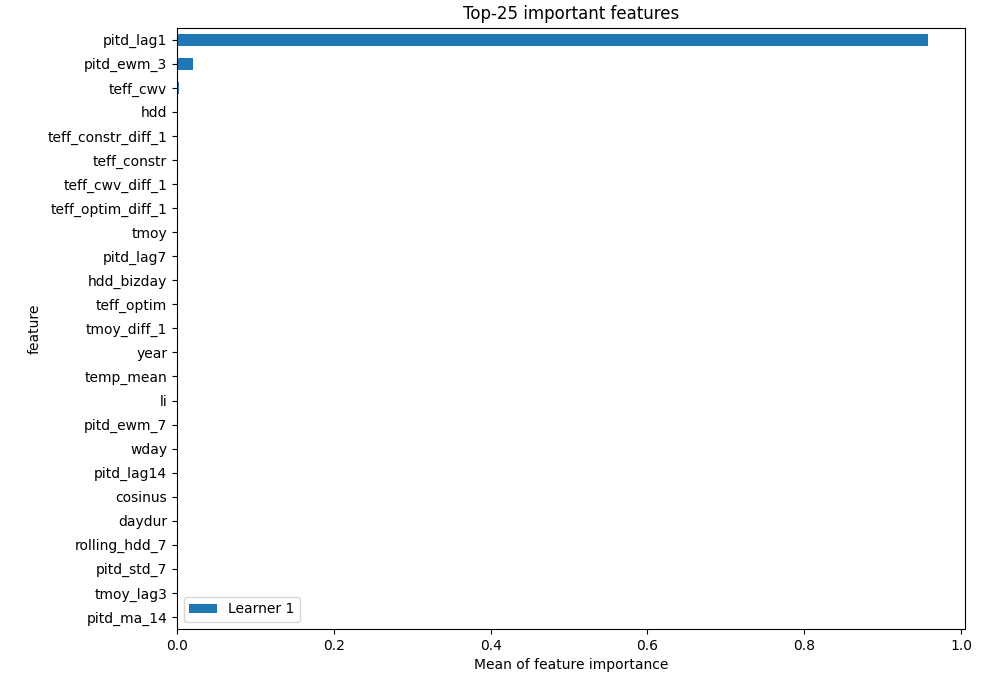 Top-25 important features
pitd_lag1
pitd_ewm_3
teff_cwv
hdd
teff_constr_diff_1
teff_constr
teff_cwv_diff_1
teff_optim_diff_1
tmoy
pitd_lag7
hdd_bizday
teff_optim
tmoy_diff_1
year
temp_mean
li
pitd_ewm_7
wday
pitd_lag14
cosinus
daydur
rolling_hdd_7
pitd_std_7
tmoy_lag3
pitd_ma_14
feature
Learner 1
0.0 0.2 0.4 0.6 0.8 1.0
Mean of feature importance